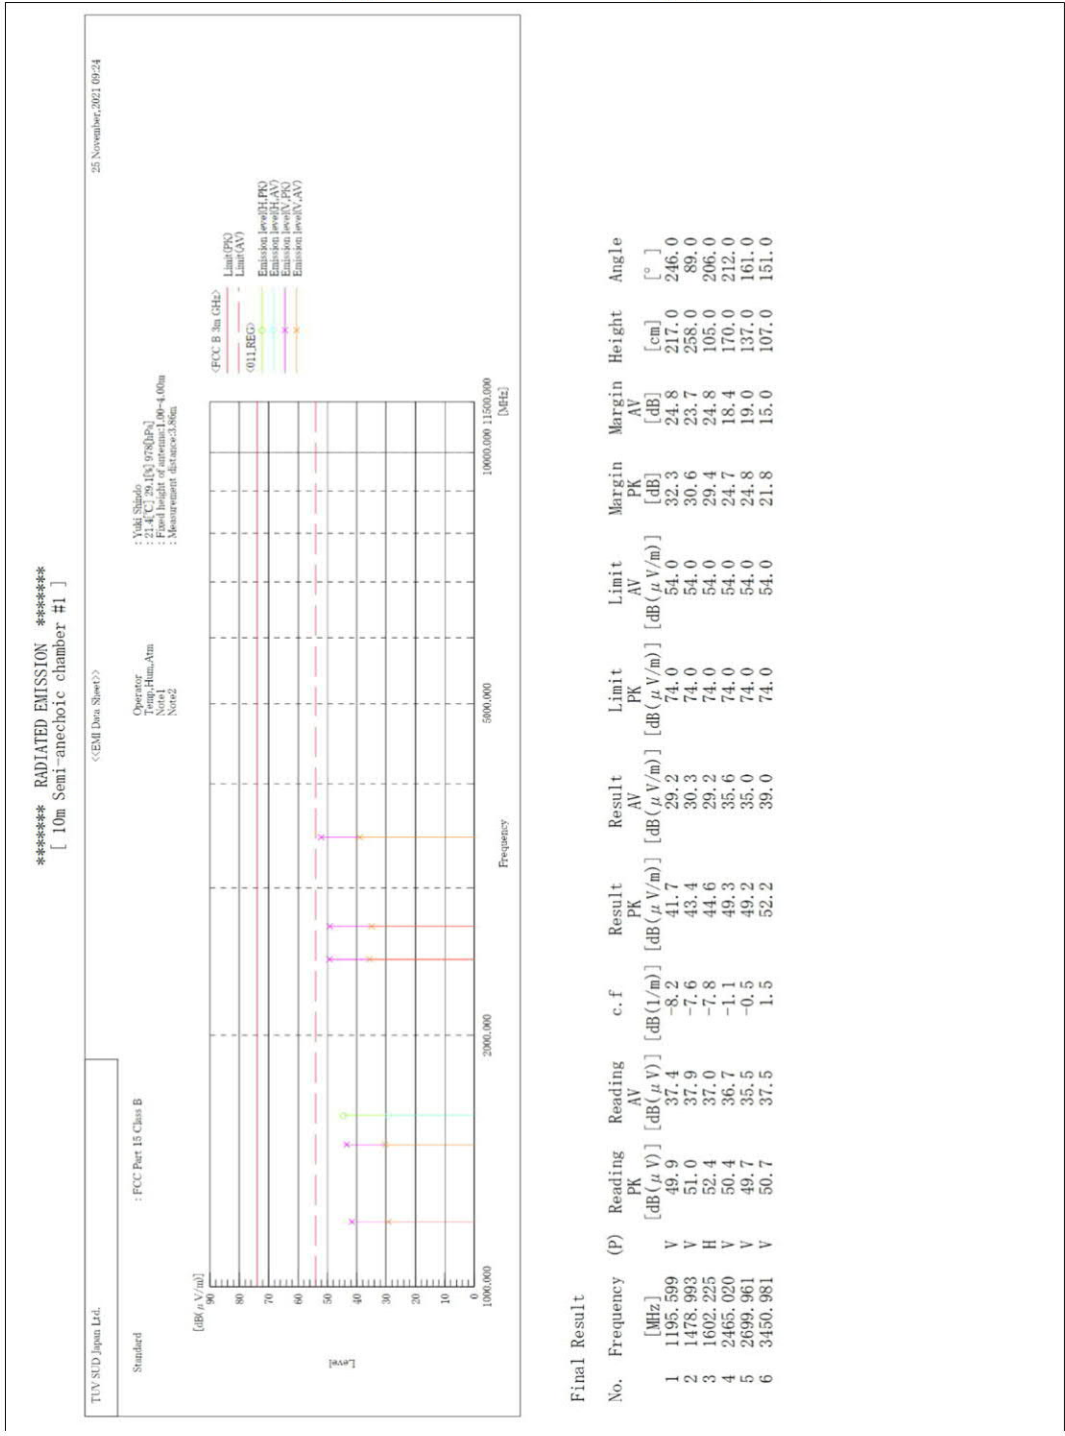 ******* RADIATED EMISSION *******
[ 10m Semi-anechoic chamber #1 ]
TUV SUD Japan Ltd.
<<EMI Data Sheet>>
25 November,2021 09:24
Standard : FCC Part 15 Class B
Operator : Yuki Shindo
Temp,Hum,Atm : 21.4[℃] 29.1[%] 978[hPa]
Note1 : Fixed height of antenna:1.00-4.00m
Note2 : Measurement distance:3.86m
<FCC B 3m GHz>
Limit(PK)
Limit(AV)
<011.REG>
Emission level(H,PK)
Emission level(H,AV)
Emission level(V,PK)
Emission level(V,AV)
[dB(μV/m)]
90
80
70
60
50
40
30
20
10
0
Level
1000.000 2000.000 5000.000 10000.000 11500.000
Frequency [MHz]
Final Result
No. Frequency (P) Reading Reading c.f Result Result Limit Limit Margin Margin Height Angle
PK AV PK AV PK AV PK AV
[MHz] [dB(μV)] [dB(μV)] [dB(1/m)] [dB(μV/m)] [dB(μV/m)] [dB(μV/m)] [dB(μV/m)] [dB] [dB] [cm] [° ]
1 1195.599 V 49.9 37.4 -8.2 41.7 29.2 74.0 54.0 32.3 24.8 217.0 246.0
2 1478.993 V 51.0 37.9 -7.6 43.4 30.3 74.0 54.0 30.6 23.7 258.0 89.0
3 1602.225 H 52.4 37.0 -7.8 44.6 29.2 74.0 54.0 29.4 24.8 105.0 206.0
4 2465.020 V 50.4 36.7 -1.1 49.3 35.6 74.0 54.0 24.7 18.4 170.0 212.0
5 2699.961 V 49.7 35.5 -0.5 49.2 35.0 74.0 54.0 24.8 19.0 137.0 161.0
6 3450.981 V 50.7 37.5 1.5 52.2 39.0 74.0 54.0 21.8 15.0 107.0 151.0